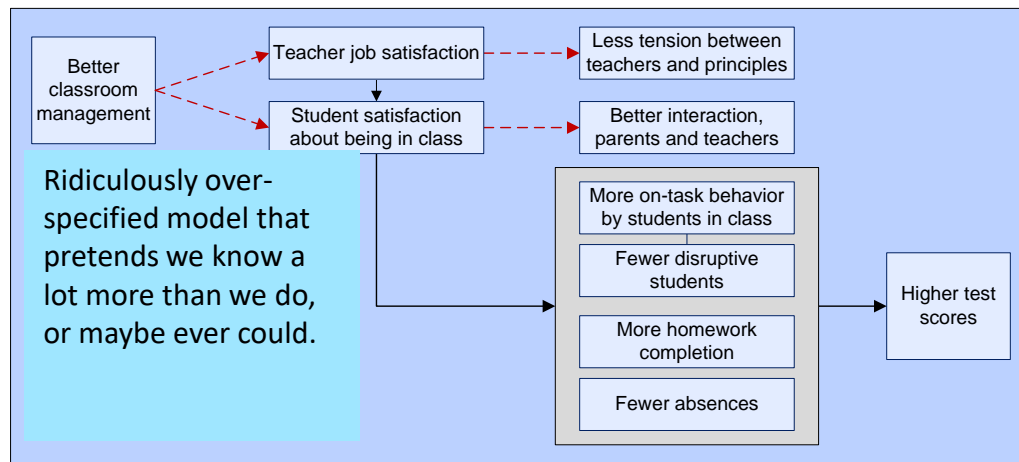 Better
classroom
management
Teacher job satisfaction
Less tension between
teachers and principles
Student satisfaction
about being in class
Better interaction,
parents and teachers
Ridiculously over-
specified model that
pretends we know a
lot more than we do,
or maybe ever could.
More on-task behavior
by students in class
Fewer disruptive
students
More homework
completion
Fewer absences
Higher test
scores